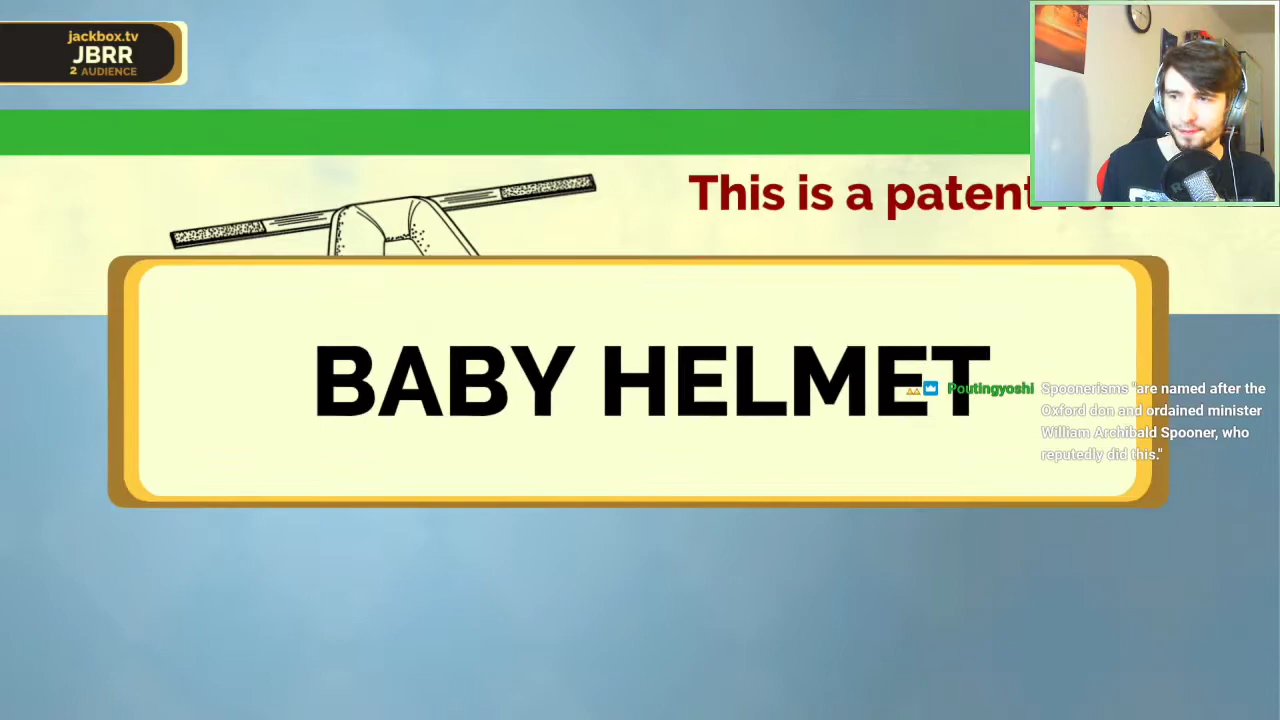 jackbox.tv
JBRR
2 AUDIENCE
This is a patent
BABY HELMET
Poutingyoshi Spoonerisms "are named after the
Oxford don and ordained minister
William Archibald Spooner, who
reputedly did this."